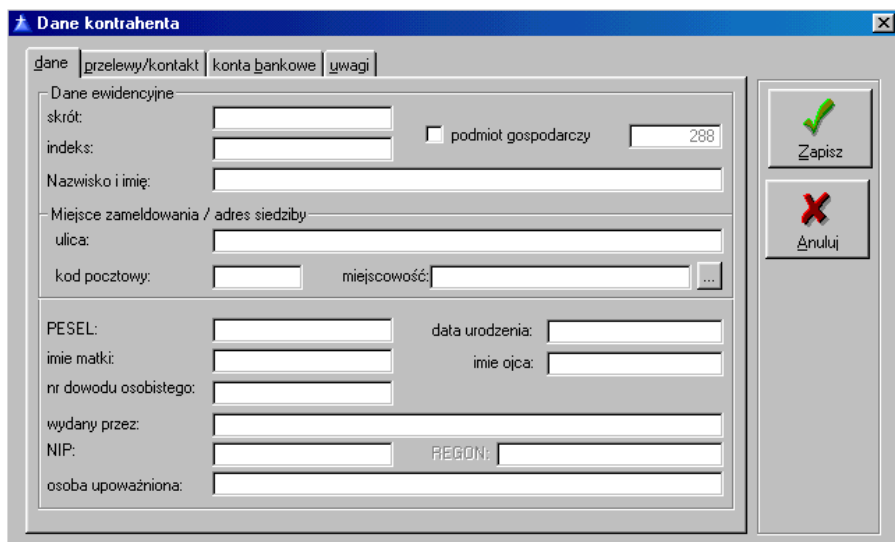 Dane kontrahenta
dane przelewy/kontakt konta bankowe uwagi
Dane ewidencyjne
skrót:
podmiot gospodarczy 288
indeks:
Nazwisko i imię:
Miejsce zameldowania / adres siedziby
ulica:
kod pocztowy: miejscowość: ...
PESEL: data urodzenia:
imie matki: imie ojca:
nr dowodu osobistego:
wydany przez:
NIP: REGON:
osoba upoważniona:
Zapisz
Anuluj